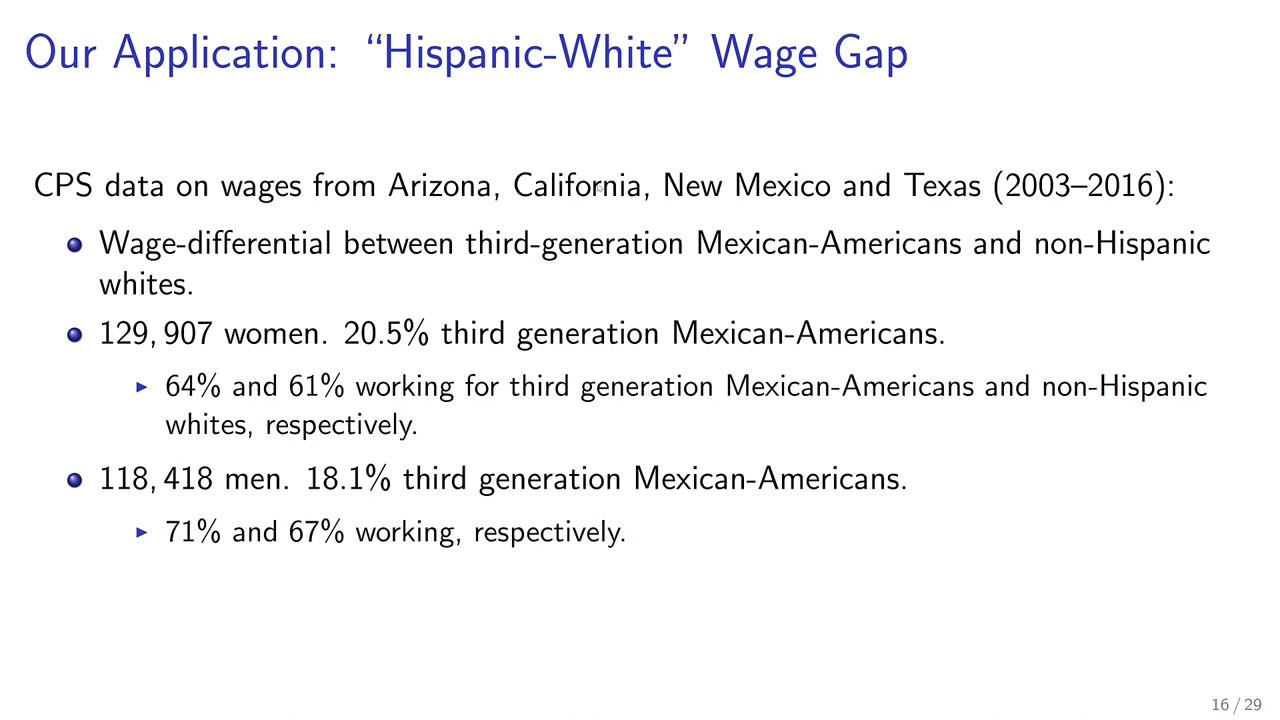 Our Application: “Hispanic-White” Wage Gap
CPS data on wages from Arizona, California, New Mexico and Texas (2003–2016):
Wage-differential between third-generation Mexican-Americans and non-Hispanic
whites.
129, 907 women. 20.5% third generation Mexican-Americans.
64% and 61% working for third generation Mexican-Americans and non-Hispanic
whites, respectively.
118, 418 men. 18.1% third generation Mexican-Americans.
71% and 67% working, respectively.
16 / 29